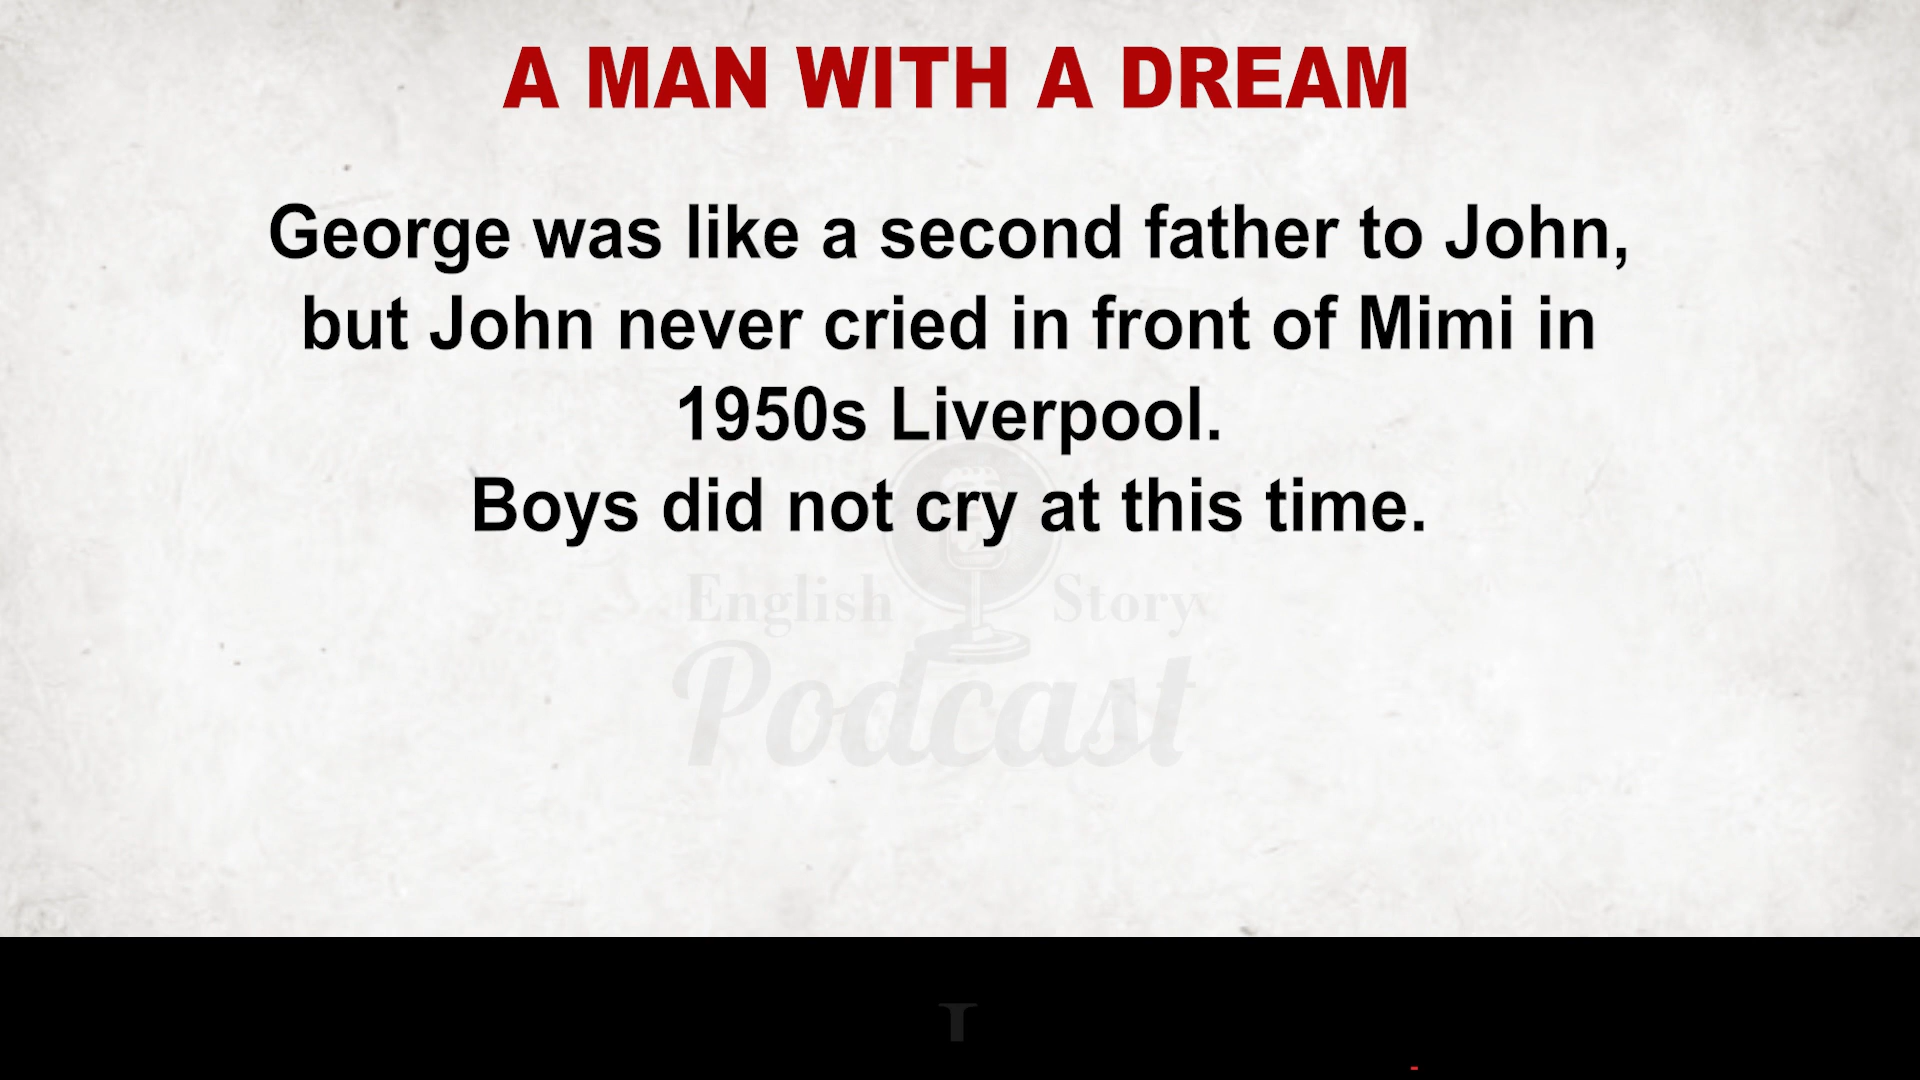 A MAN WITH A DREAM
George was like a second father to John,
but John never cried in front of Mimi in
1950s Liverpool.
Boys did not cry at this time.
English Story
Podcast